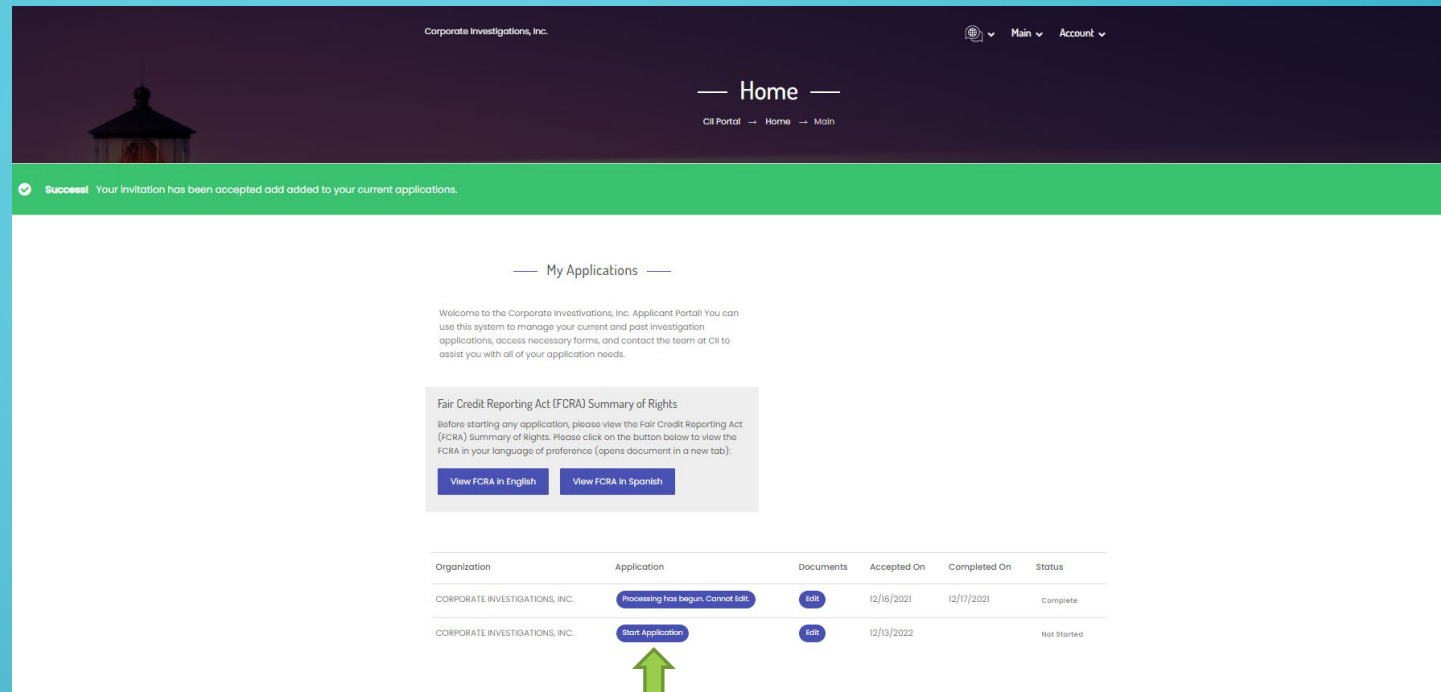 Corporate Investigations, Inc.
Main
Account
Home
CII Portal → Home → Main
Success! Your invitation has been accepted add added to your current applications.
My Applications
Welcome to the Corporate Investivations, Inc. Applicant Portal! You can
use this system to manage your current and past investigation
applications, access necessary forms, and contact the team at CII to
assist you with all of your application needs.
Fair Credit Reporting Act (FCRA) Summary of Rights
Before starting any application, please view the Fair Credit Reporting Act
(FCRA) Summary of Rights. Please click on the button below to view the
FCRA in your language of preference (opens document in a new tab):
View FCRA in English View FCRA in Spanish
Organization Application Documents Accepted On Completed On Status
CORPORATE INVESTIGATIONS, INC. Processing has begun. Cannot Edit. Edit 12/16/2021 12/17/2021 Complete
CORPORATE INVESTIGATIONS, INC. Start Application Edit 12/13/2022 Not Started